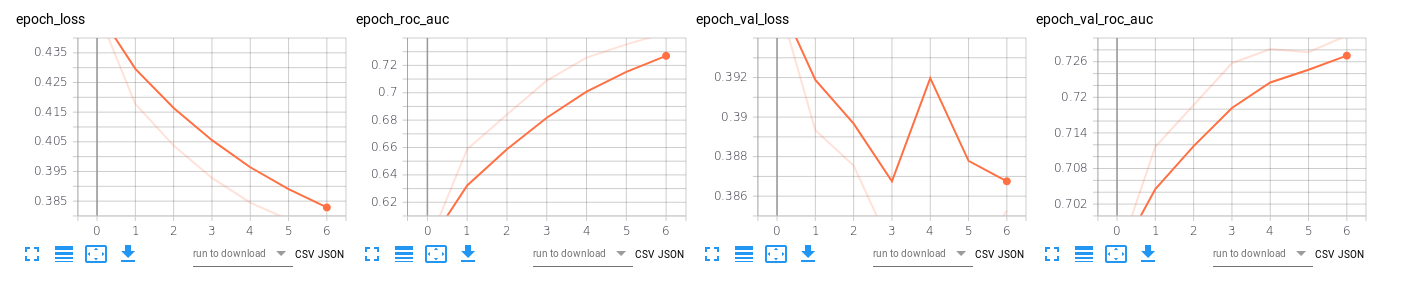 epoch_loss
0.435
0.425
0.415
0.405
0.395
0.385
0 1 2 3 4 5 6
run to download CSV JSON
epoch_roc_auc
0.72
0.7
0.68
0.66
0.64
0.62
0 1 2 3 4 5 6
run to download CSV JSON
epoch_val_loss
0.392
0.39
0.388
0.386
0 1 2 3 4 5 6
run to download CSV JSON
epoch_val_roc_auc
0.726
0.72
0.714
0.708
0.702
0 1 2 3 4 5 6
run to download CSV JSON